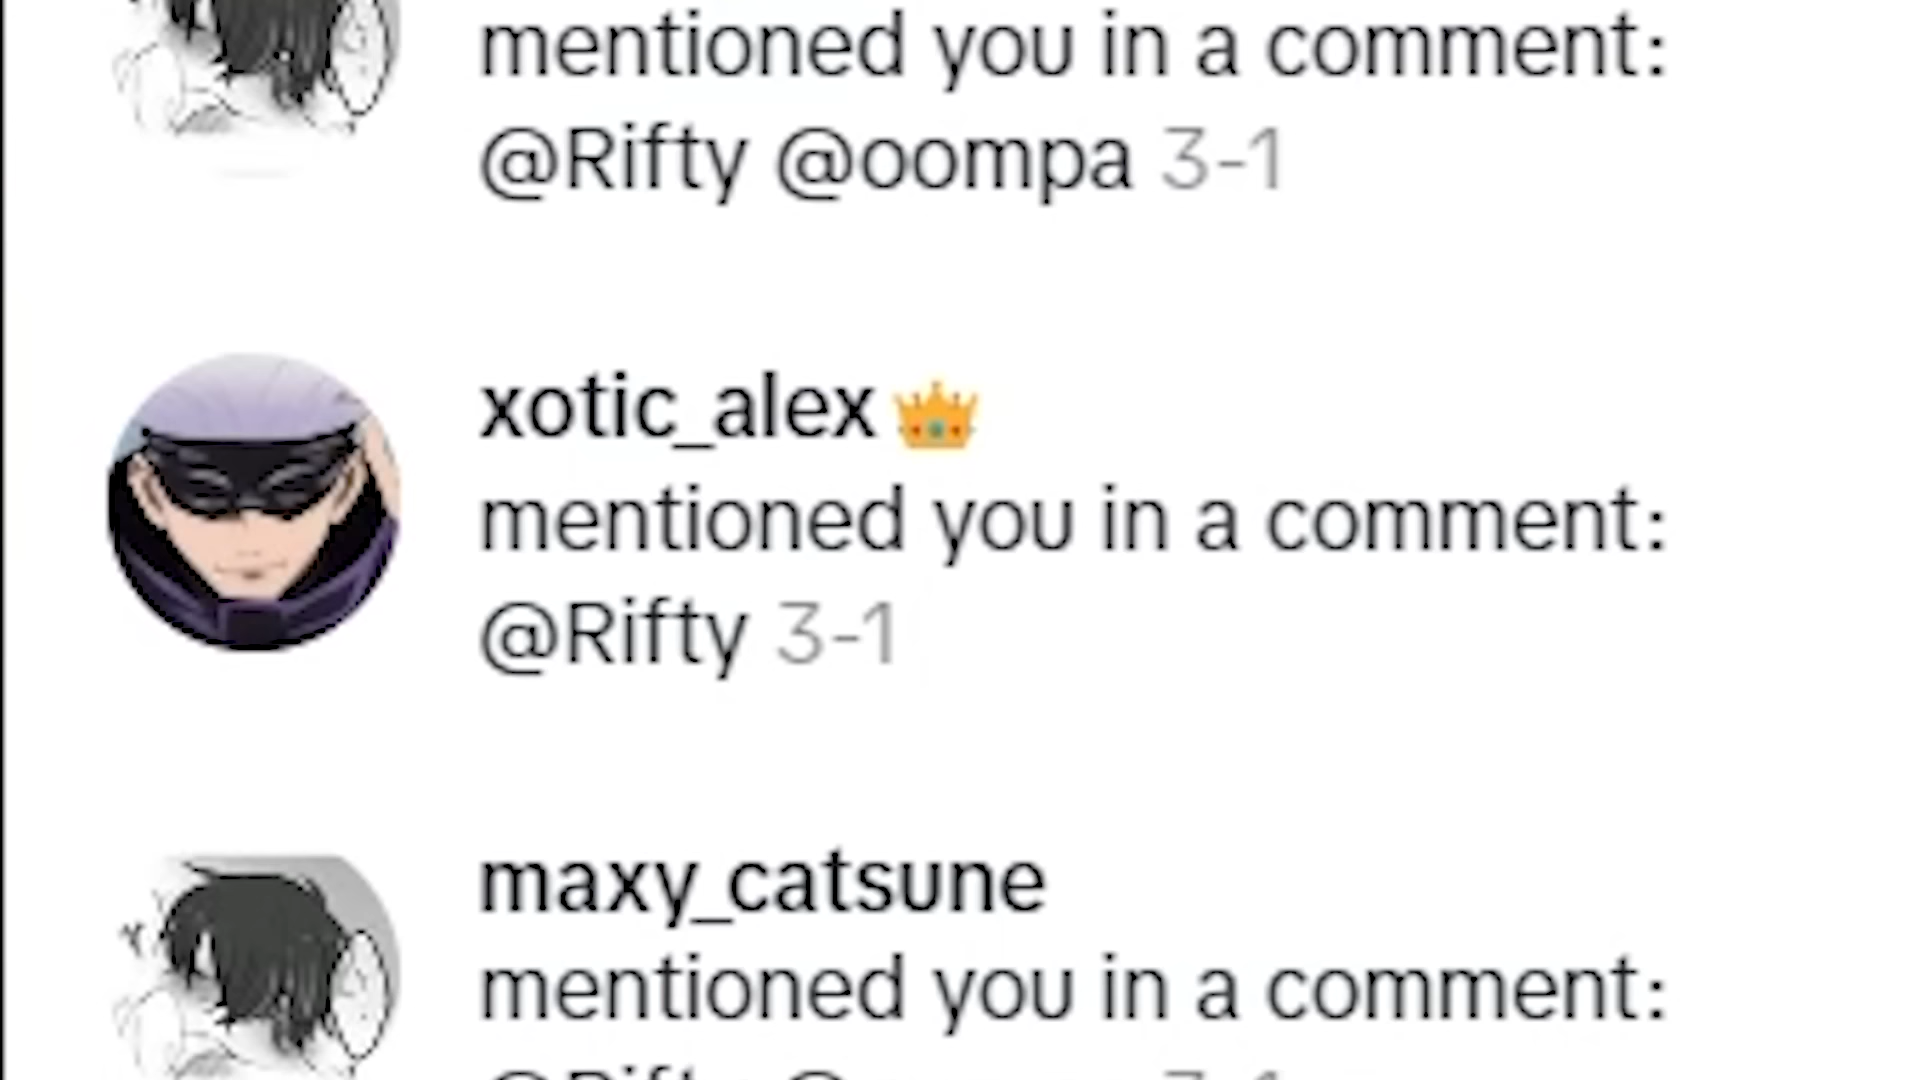 mentioned you in a comment:
@Rifty @oompa 3-1
xotic_alex 👑
mentioned you in a comment:
@Rifty 3-1
maxy_catsune
mentioned you in a comment: